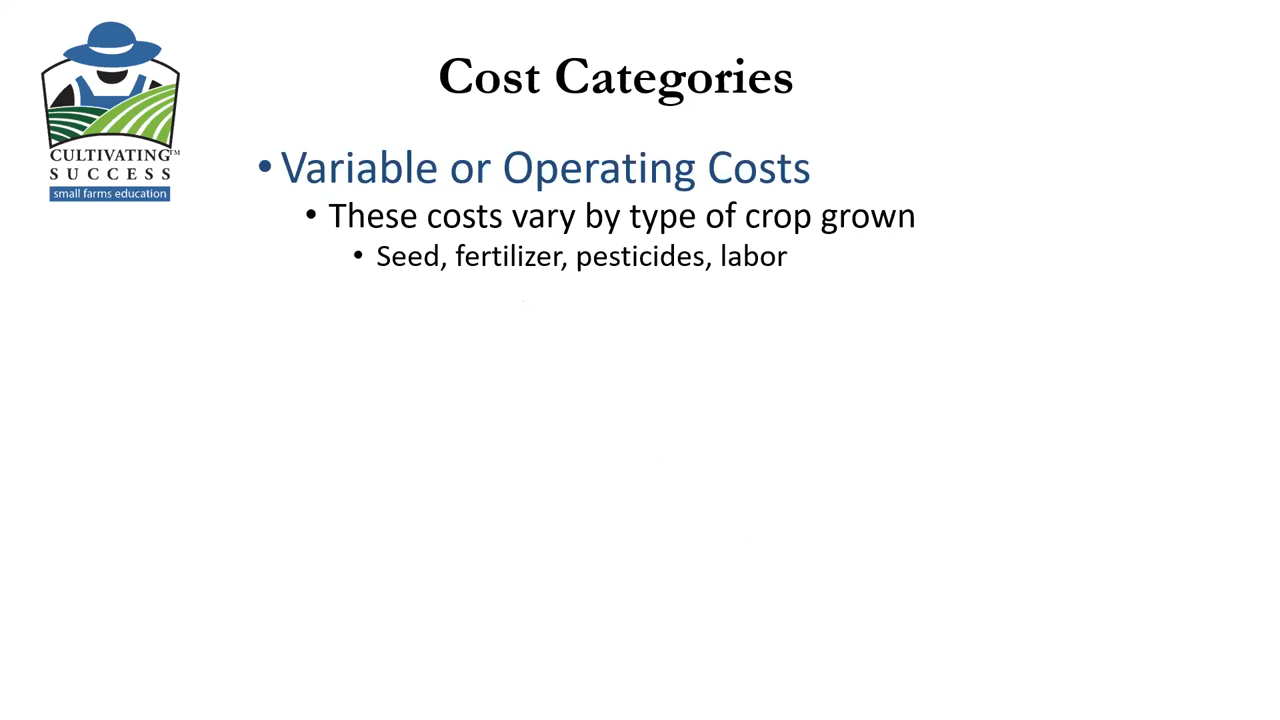 Cost Categories
CULTIVATING™
SUCCESS
small farms education
• Variable or Operating Costs
• These costs vary by type of crop grown
• Seed, fertilizer, pesticides, labor